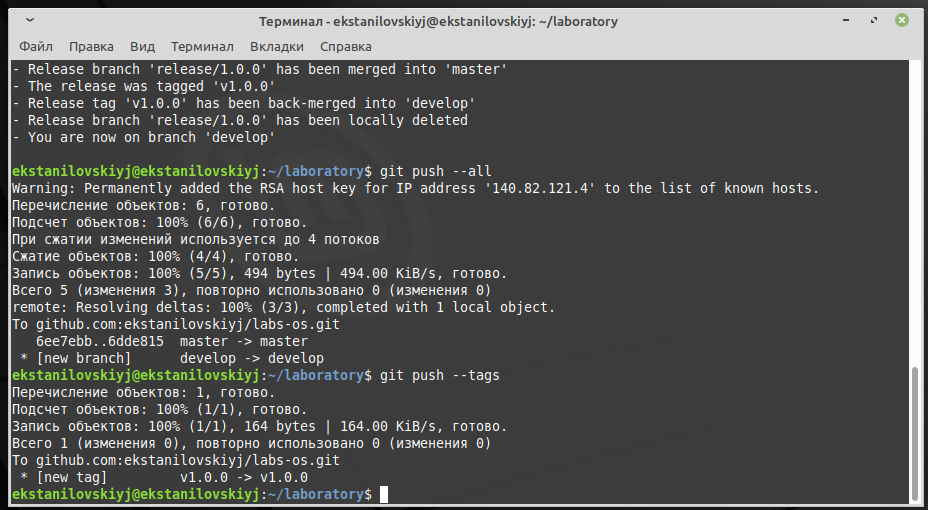 Терминал - ekstanilovskiyj@ekstanilovskiyj: ~/laboratory
Файл Правка Вид Терминал Вкладки Справка
- Release branch 'release/1.0.0' has been merged into 'master'
- The release was tagged 'v1.0.0'
- Release tag 'v1.0.0' has been back-merged into 'develop'
- Release branch 'release/1.0.0' has been locally deleted
- You are now on branch 'develop'
ekstanilovskiyj@ekstanilovskiyj:~/laboratory$ git push --all
Warning: Permanently added the RSA host key for IP address '140.82.121.4' to the list of known hosts.
Перечисление объектов: 6, готово.
Подсчет объектов: 100% (6/6), готово.
При сжатии изменений используется до 4 потоков
Сжатие объектов: 100% (4/4), готово.
Запись объектов: 100% (5/5), 494 bytes | 494.00 KiB/s, готово.
Всего 5 (изменения 3), повторно использовано 0 (изменения 0)
remote: Resolving deltas: 100% (3/3), completed with 1 local object.
To github.com:ekstanilovskiyj/labs-os.git
   6ee7ebb..6dde815  master -> master
 * [new branch]      develop -> develop
ekstanilovskiyj@ekstanilovskiyj:~/laboratory$ git push --tags
Перечисление объектов: 1, готово.
Подсчет объектов: 100% (1/1), готово.
Запись объектов: 100% (1/1), 164 bytes | 164.00 KiB/s, готово.
Всего 1 (изменения 0), повторно использовано 0 (изменения 0)
To github.com:ekstanilovskiyj/labs-os.git
 * [new tag]         v1.0.0 -> v1.0.0
ekstanilovskiyj@ekstanilovskiyj:~/laboratory$